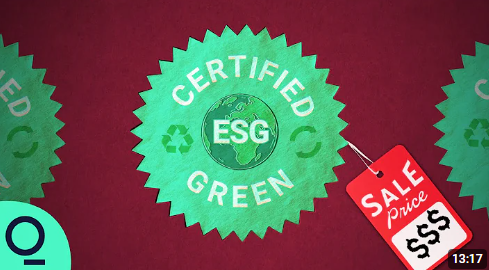 CERTIFIED
ESG
GREEN
SALE
Price
$$$
13:17